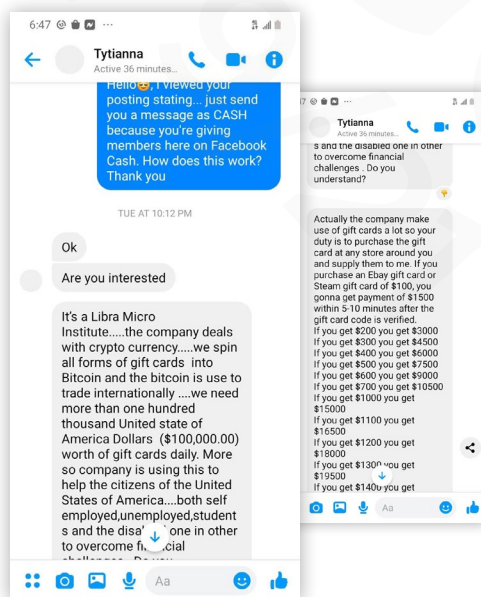 6:47
Tytianna
Active 36 minutes...
Hello, I viewed your
posting stating... just send
you a message as CASH
because you're giving
members here on Facebook
Cash. How does this work?
Thank you
TUE AT 10:12 PM
Ok
Are you interested
It's a Libra Micro
Institute.....the company deals
with crypto currency.....we spin
all forms of gift cards into
Bitcoin and the bitcoin is use to
trade internationally ....we need
more than one hundred
thousand United state of
America Dollars ($100,000.00)
worth of gift cards daily. More
so company is using this to
help the citizens of the United
States of America....both self
employed,unemployed,student
s and the one in other
to overcome
Aa
7
Tytianna
Active 36 minutes...
s and the disabled one in other
to overcome financial
challenges . Do you
understand?
Actually the company make
use of gift cards a lot so your
duty is to purchase the gift
card at any store around you
and supply them to me. If you
purchase an Ebay gift card or
Steam gift card of $100, you
gonna get payment of $1500
within 5-10 minutes after the
gift card code is verified.
If you get $200 you get $3000
If you get $300 you get $4500
If you get $400 you get $6000
If you get $500 you get $7500
If you get $600 you get $9000
If you get $700 you get $10500
If you get $1000 you get
$15000
If you get $1100 you get
$16500
If you get $1200 you get
$18000
If you get $1300 you get
$19500
If you get $1400 you get
Aa